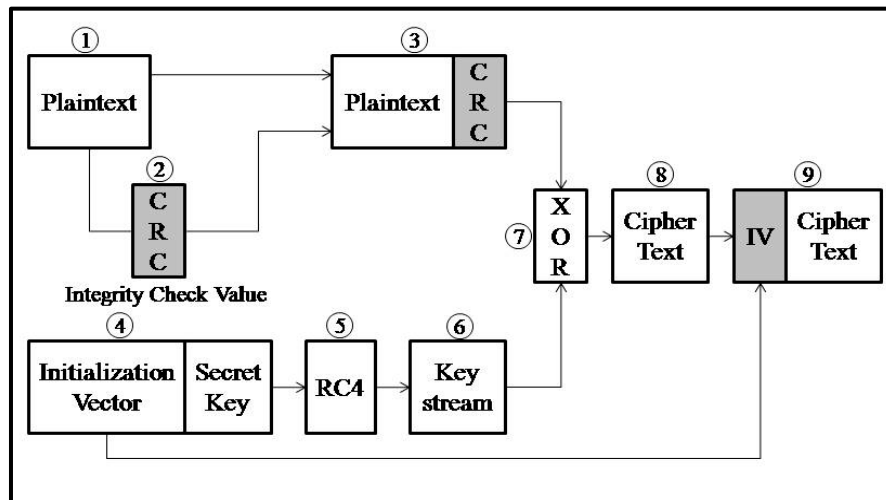 ①
③
Plaintext
Plaintext
C
R
C
②
C
R
C
Integrity Check Value
⑦
X
O
R
⑧
Cipher
Text
⑨
IV
Cipher
Text
④
Initialization
Vector
Secret
Key
⑤
RC4
⑥
Key
stream